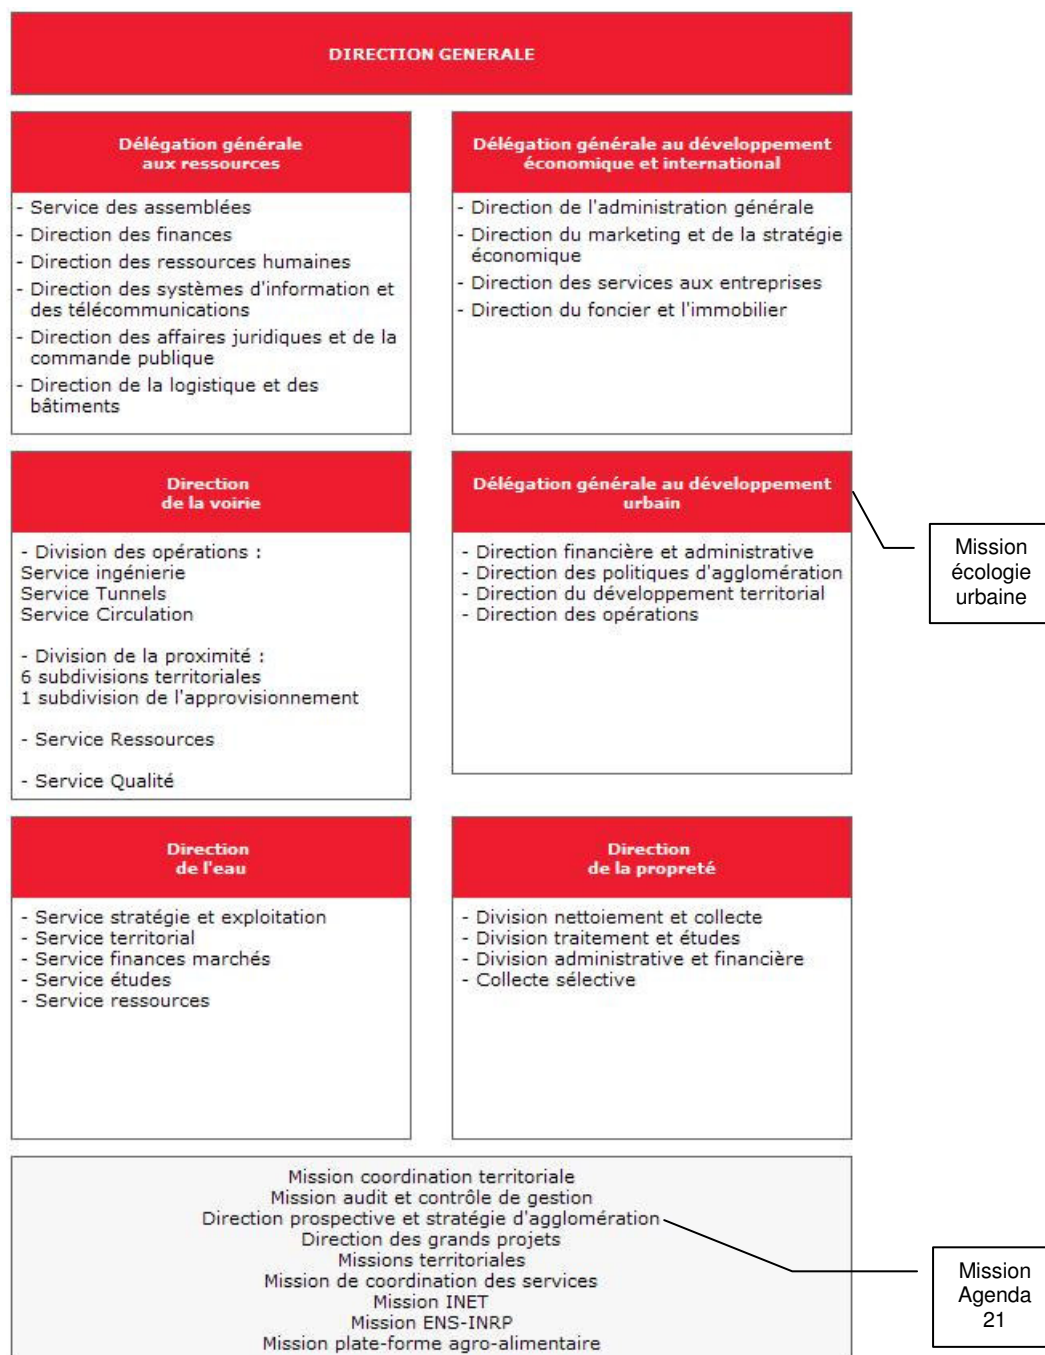 DIRECTION GENERALE
Délégation générale
aux ressources
- Service des assemblées
- Direction des finances
- Direction des ressources humaines
- Direction des systèmes d'information et
des télécommunications
- Direction des affaires juridiques et de la
commande publique
- Direction de la logistique et des
bâtiments
Délégation générale au développement
économique et international
- Direction de l'administration générale
- Direction du marketing et de la stratégie
économique
- Direction des services aux entreprises
- Direction du foncier et l'immobilier
Direction
de la voirie
- Division des opérations :
Service ingénierie
Service Tunnels
Service Circulation
- Division de la proximité :
6 subdivisions territoriales
1 subdivision de l'approvisionnement
- Service Ressources
- Service Qualité
Délégation générale au développement
urbain
- Direction financière et administrative
- Direction des politiques d'agglomération
- Direction du développement territorial
- Direction des opérations
Mission
écologie
urbaine
Direction
de l'eau
- Service stratégie et exploitation
- Service territorial
- Service finances marchés
- Service études
- Service ressources
Direction
de la propreté
- Division nettoiement et collecte
- Division traitement et études
- Division administrative et financière
- Collecte sélective
Mission coordination territoriale
Mission audit et contrôle de gestion
Direction prospective et stratégie d'agglomération
Direction des grands projets
Missions territoriales
Mission de coordination des services
Mission INET
Mission ENS-INRP
Mission plate-forme agro-alimentaire
Mission
Agenda
21